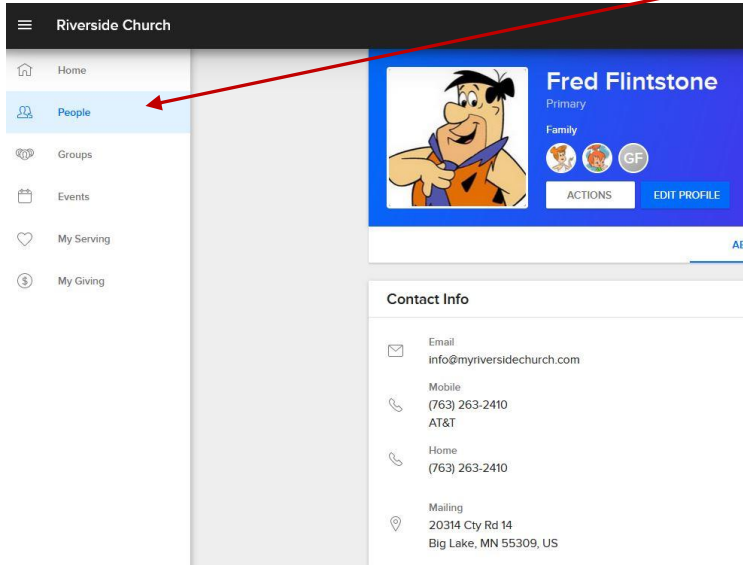 Riverside Church
Home
People
Groups
Events
My Serving
My Giving
Fred Flintstone
Primary
Family
GF
ACTIONS
EDIT PROFILE
Contact Info
Email
info@myriversidechurch.com
Mobile
(763) 263-2410
AT&T
Home
(763) 263-2410
Mailing
20314 Cty Rd 14
Big Lake, MN 55309, US